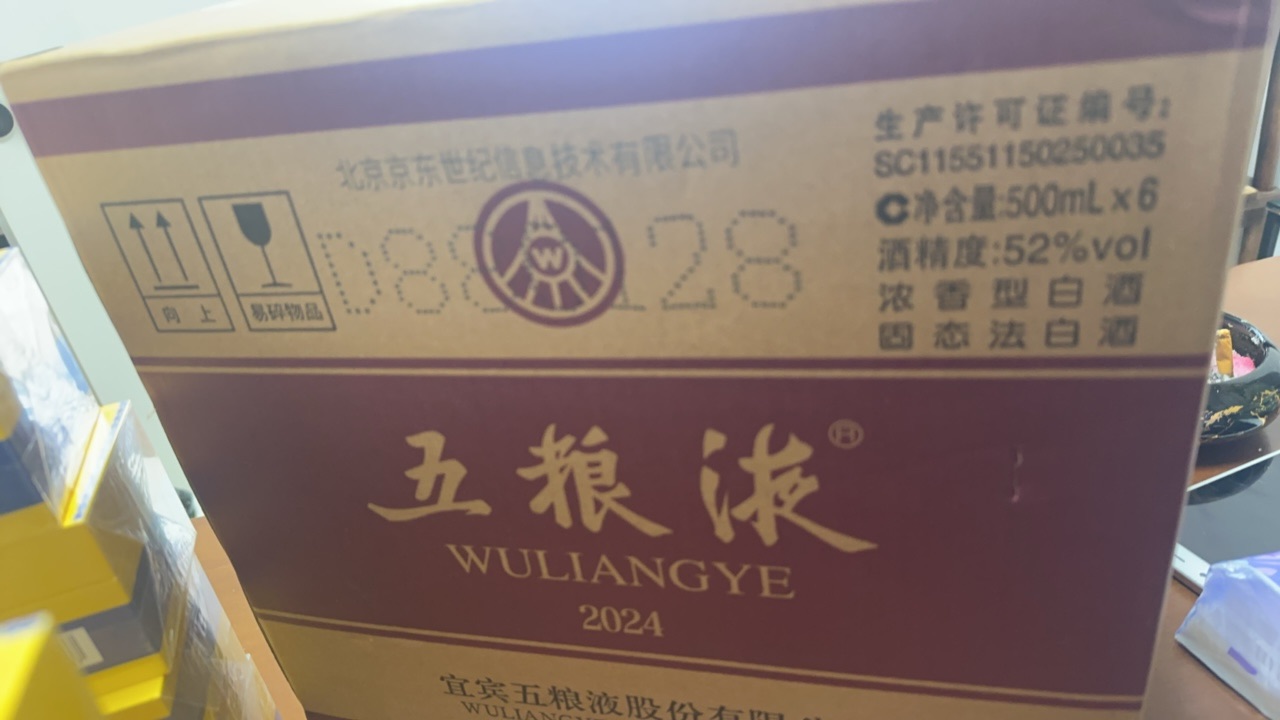 生产许可证编号:
SC11551150250035
北京京东世纪信息技术有限公司
C净含量:500mL x 6
W
酒精度:52%vol
浓香型白酒
向上
易碎物品
固态法白酒
五粮液®
WULIANGYE
2024
宜宾五粮液股份有限